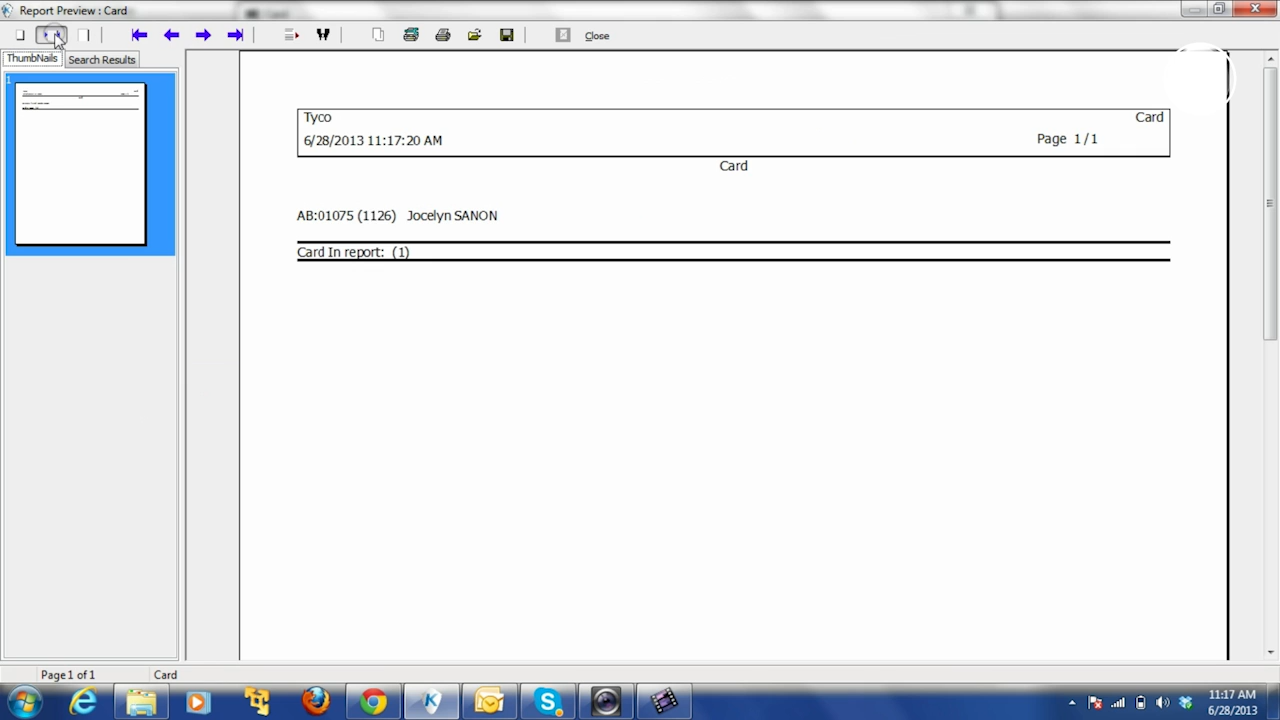 Report Preview : Card
Close
ThumbNails
Search Results
1
Tyco
Card
6/28/2013 11:17:20 AM
Page 1 / 1
Card
AB:01075 (1126) Jocelyn SANON
Card In report: (1)
Page 1 of 1
Card
11:17 AM
6/28/2013